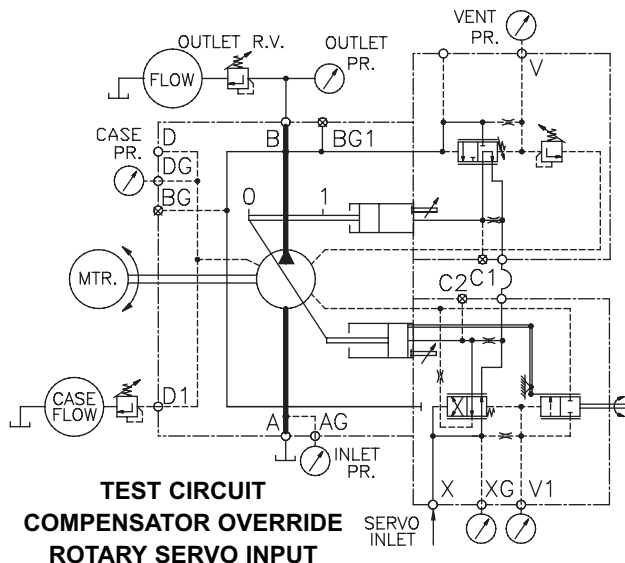 VENT
PR.
OUTLET R.V.
OUTLET
PR.
V
FLOW
CASE
PR.
D
B
BG1
DG
BG
0
1
MTR.
C2
C1
CASE
FLOW
D1
A
AG
INLET
PR.
X
XG
V1
SERVO
INLET
TEST CIRCUIT
COMPENSATOR OVERRIDE
ROTARY SERVO INPUT